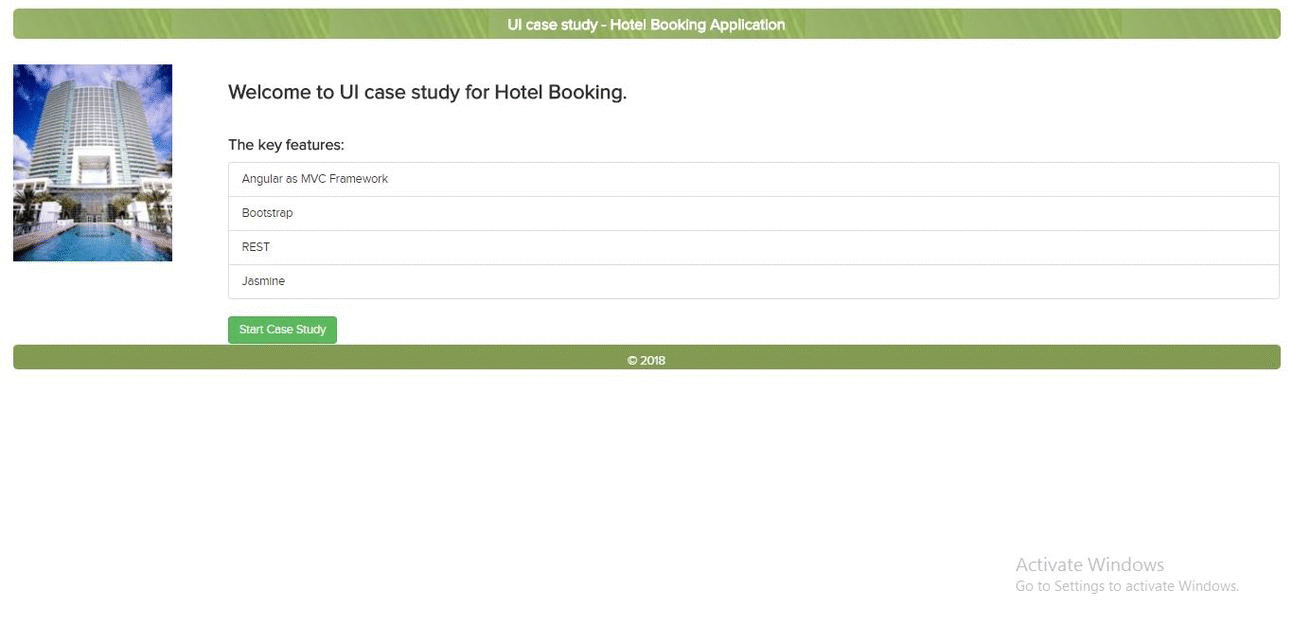 UI case study - Hotel Booking Application
Welcome to UI case study for Hotel Booking.
The key features:
Angular as MVC Framework
Bootstrap
REST
Jasmine
Start Case Study
© 2018
Activate Windows
Go to Settings to activate Windows.